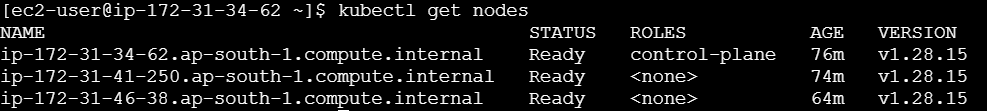 [ec2-user@ip-172-31-34-62 ~]$ kubectl get nodes
NAME STATUS ROLES AGE VERSION
ip-172-31-34-62.ap-south-1.compute.internal Ready control-plane 76m v1.28.15
ip-172-31-41-250.ap-south-1.compute.internal Ready <none> 74m v1.28.15
ip-172-31-46-38.ap-south-1.compute.internal Ready <none> 64m v1.28.15